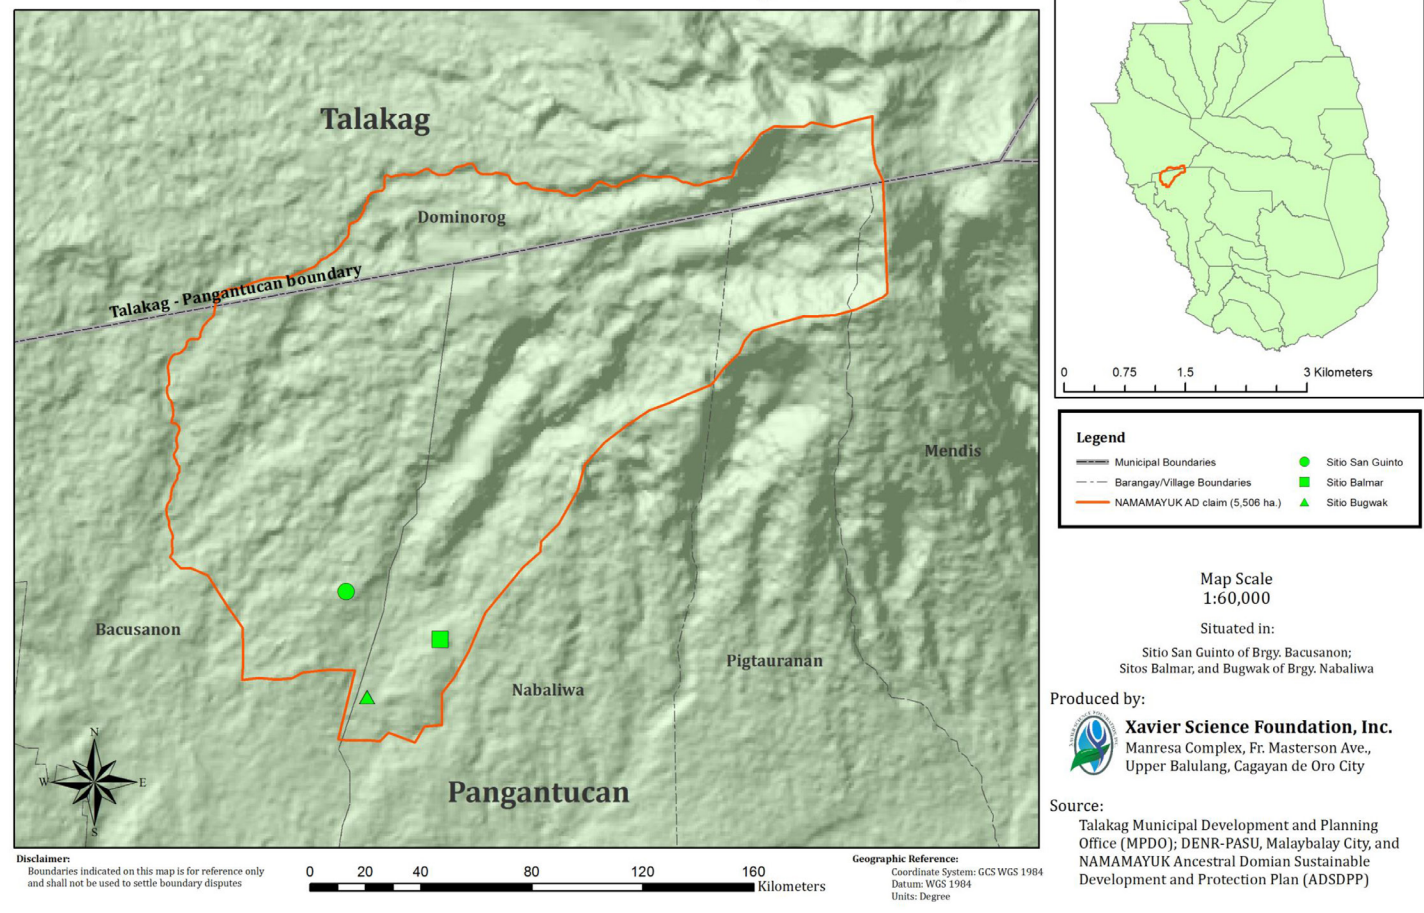 Talakag
Dominorog
Talakag - Pangantucan boundary
Mendis
Bacusanon
Pigtauranan
Nabaliwa
Pangantucan
N
W
E
S
0 0.75 1.5 3 Kilometers
Legend
Municipal Boundaries
Barangay/Village Boundaries
NAMAMAYUK AD claim (5,506 ha.)
Sitio San Guinto
Sitio Balmar
Sitio Bugwak
Map Scale
1:60,000
Situated in:
Sitio San Guinto of Brgy. Bacusanon;
Sitos Balmar, and Bugwak of Brgy. Nabaliwa
Produced by:
Xavier Science Foundation, Inc.
Manresa Complex, Fr. Masterson Ave.,
Upper Balulang, Cagayan de Oro City
Source:
Talakag Municipal Development and Planning
Office (MPDO); DENR-PASU, Malaybalay City, and
NAMAMAYUK Ancestral Domian Sustainable
Development and Protection Plan (ADSDPP)
Disclaimer:
Boundaries indicated on this map is for reference only
and shall not be used to settle boundary disputes
0 20 40 80 120 160
Kilometers
Geographic Reference:
Coordinate System: GCS WGS 1984
Datum: WGS 1984
Units: Degree